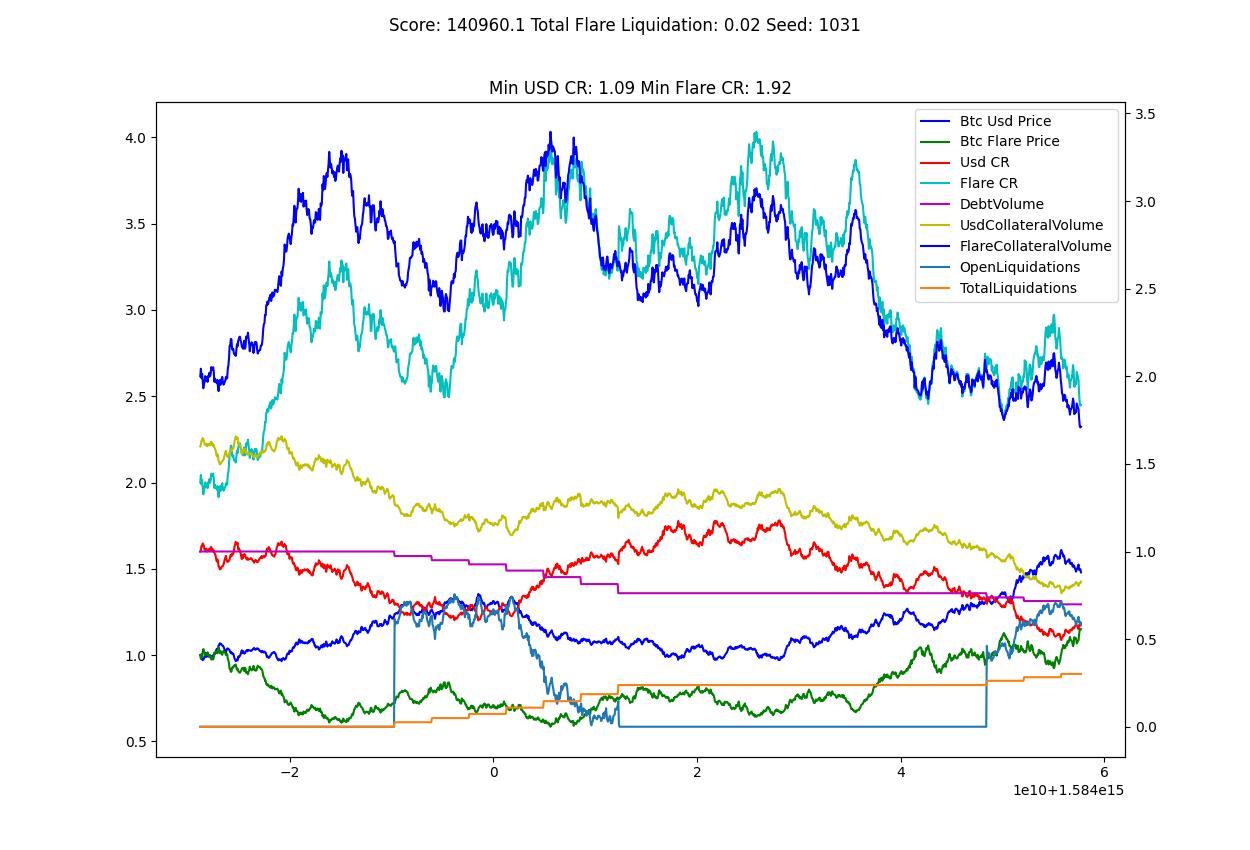 Score: 140960.1 Total Flare Liquidation: 0.02 Seed: 1031
Min USD CR: 1.09 Min Flare CR: 1.92
Btc Usd Price
Btc Flare Price
Usd CR
Flare CR
DebtVolume
UsdCollateralVolume
FlareCollateralVolume
OpenLiquidations
TotalLiquidations
4.0
3.5
3.0
2.5
2.0
1.5
1.0
0.5
3.5
3.0
2.5
2.0
1.5
1.0
0.5
0.0
−2
0
2
4
6
1e10+1.584e15